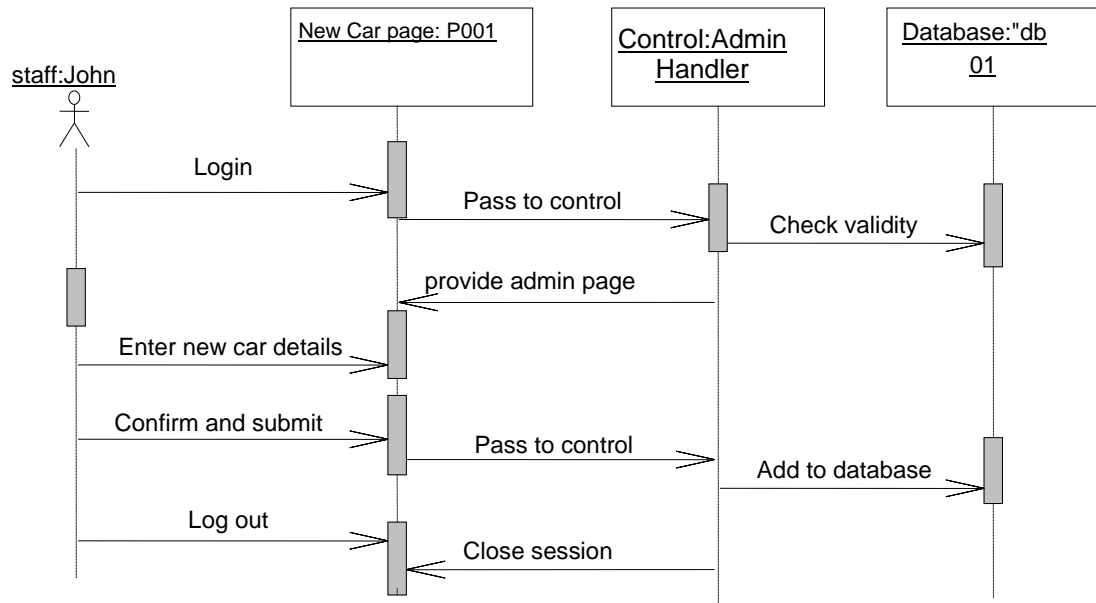 New Car page: P001
Control:Admin
Handler
Database:"db
01
staff:John
Login
Pass to control
Check validity
provide admin page
Enter new car details
Confirm and submit
Pass to control
Add to database
Log out
Close session